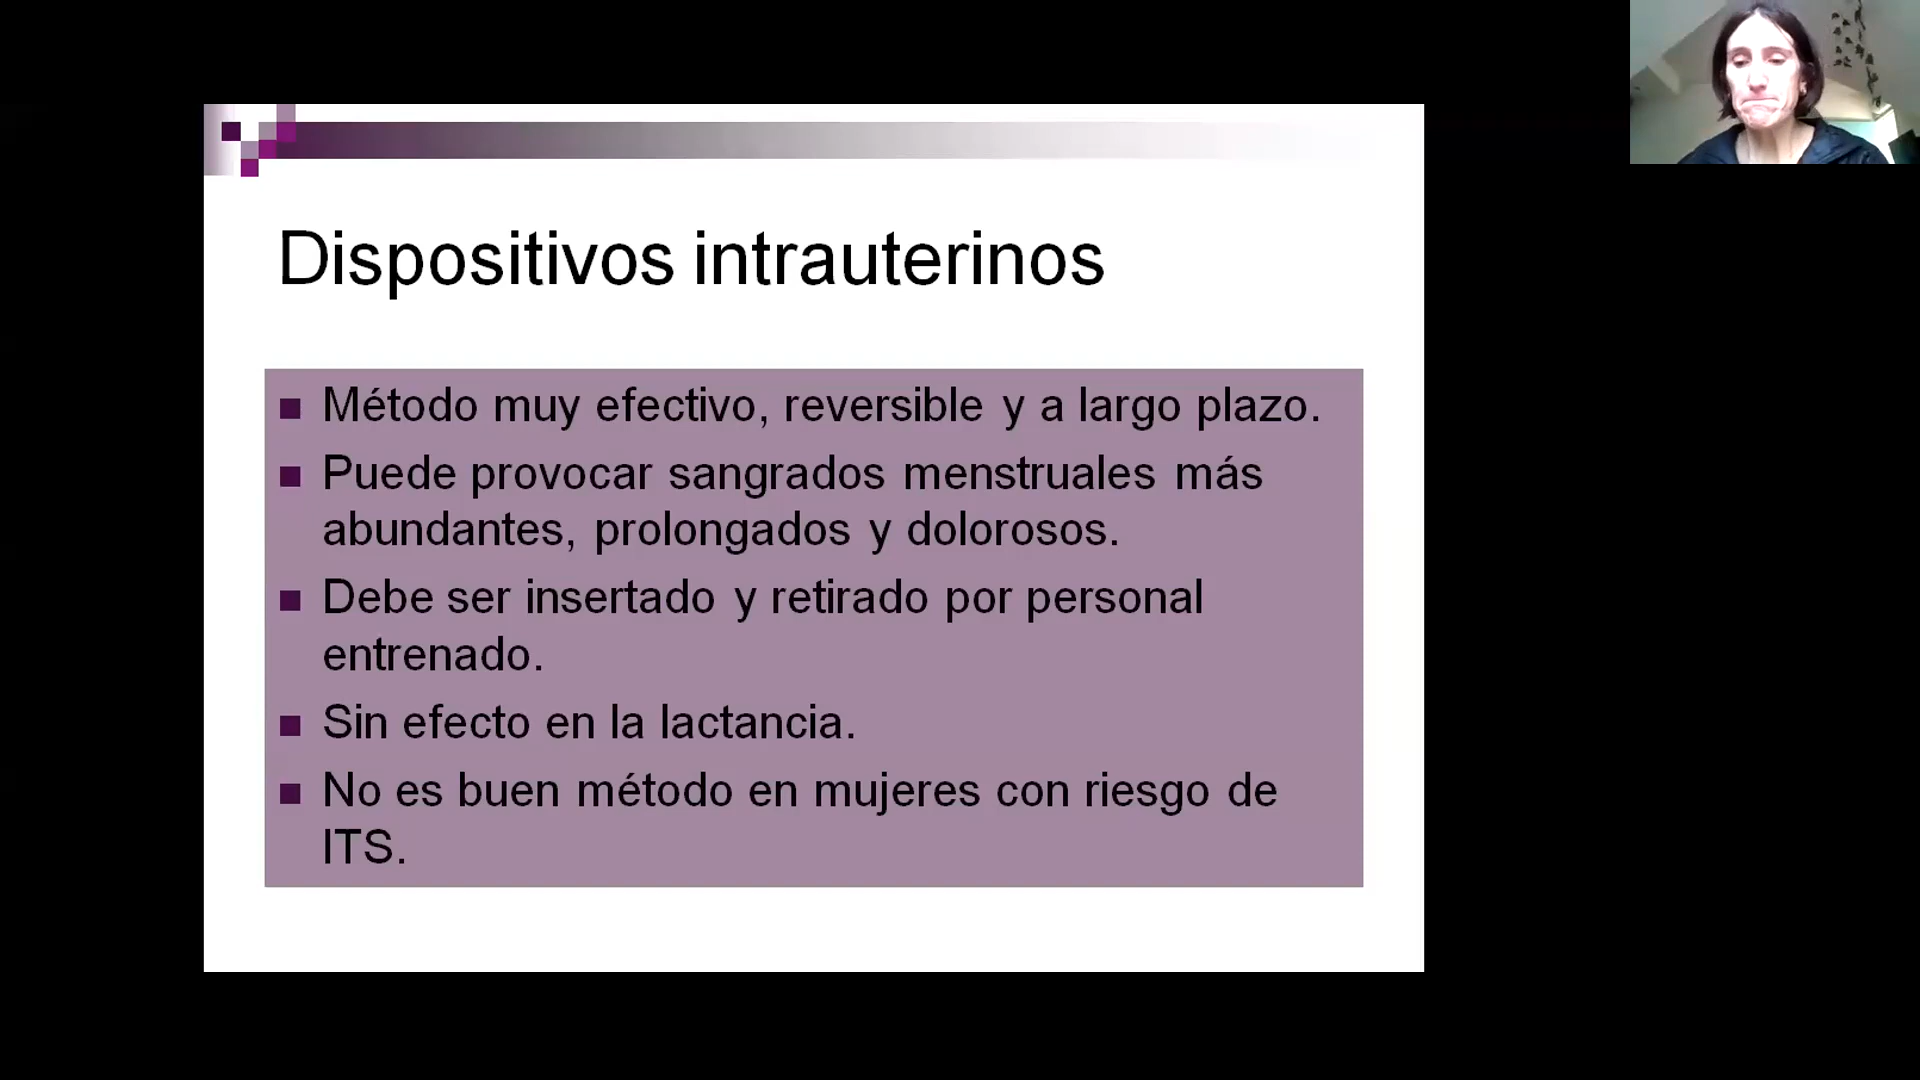 Dispositivos intrauterinos
Método muy efectivo, reversible y a largo plazo.
Puede provocar sangrados menstruales más
abundantes, prolongados y dolorosos.
Debe ser insertado y retirado por personal
entrenado.
Sin efecto en la lactancia.
No es buen método en mujeres con riesgo de
ITS.